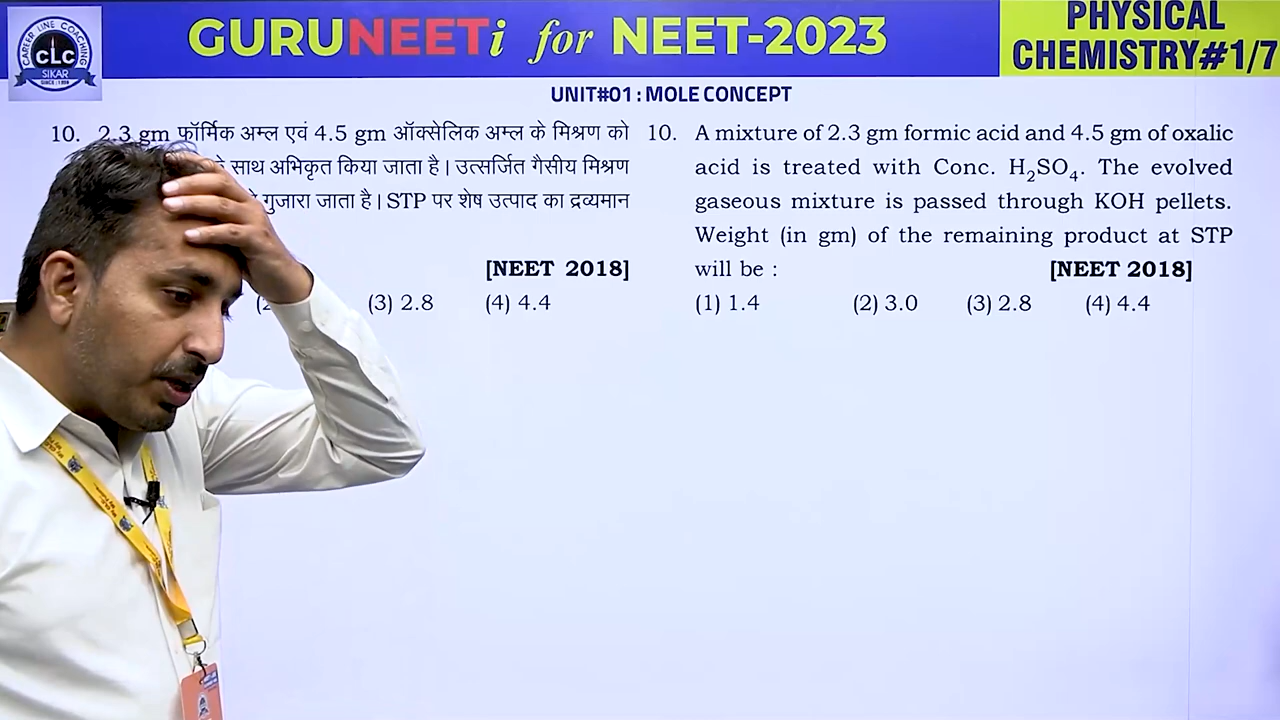 GURUNEETi for NEET-2023
PHYSICAL
CHEMISTRY#1/7
CAREER LINE COACHING
CLC
SIKAR
UNIT#01 : MOLE CONCEPT
10. 2.3 gm फॉर्मिक अम्ल एवं 4.5 gm ऑक्सेलिक अम्ल के मिश्रण को
के साथ अभिकृत किया जाता है। उत्सर्जित गैसीय मिश्रण
गुजारा जाता है। STP पर शेष उत्पाद का द्रव्यमान
[NEET 2018]
(3) 2.8 (4) 4.4
10. A mixture of 2.3 gm formic acid and 4.5 gm of oxalic
acid is treated with Conc. H₂SO₄. The evolved
gaseous mixture is passed through KOH pellets.
Weight (in gm) of the remaining product at STP
will be : [NEET 2018]
(1) 1.4 (2) 3.0 (3) 2.8 (4) 4.4